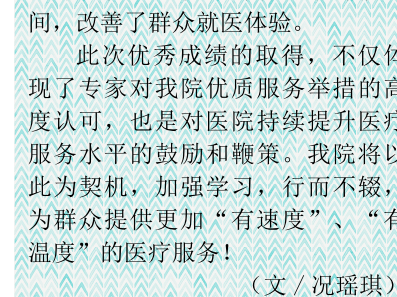 间，改善了群众就医体验。
此次优秀成绩的取得，不仅体
现了专家对我院优质服务举措的高
度认可，也是对医院持续提升医疗
服务水平的鼓励和鞭策。我院将以
此为契机，加强学习，行而不辍，
为群众提供更加“有速度”、“有
温度”的医疗服务！
（文／况瑶琪）